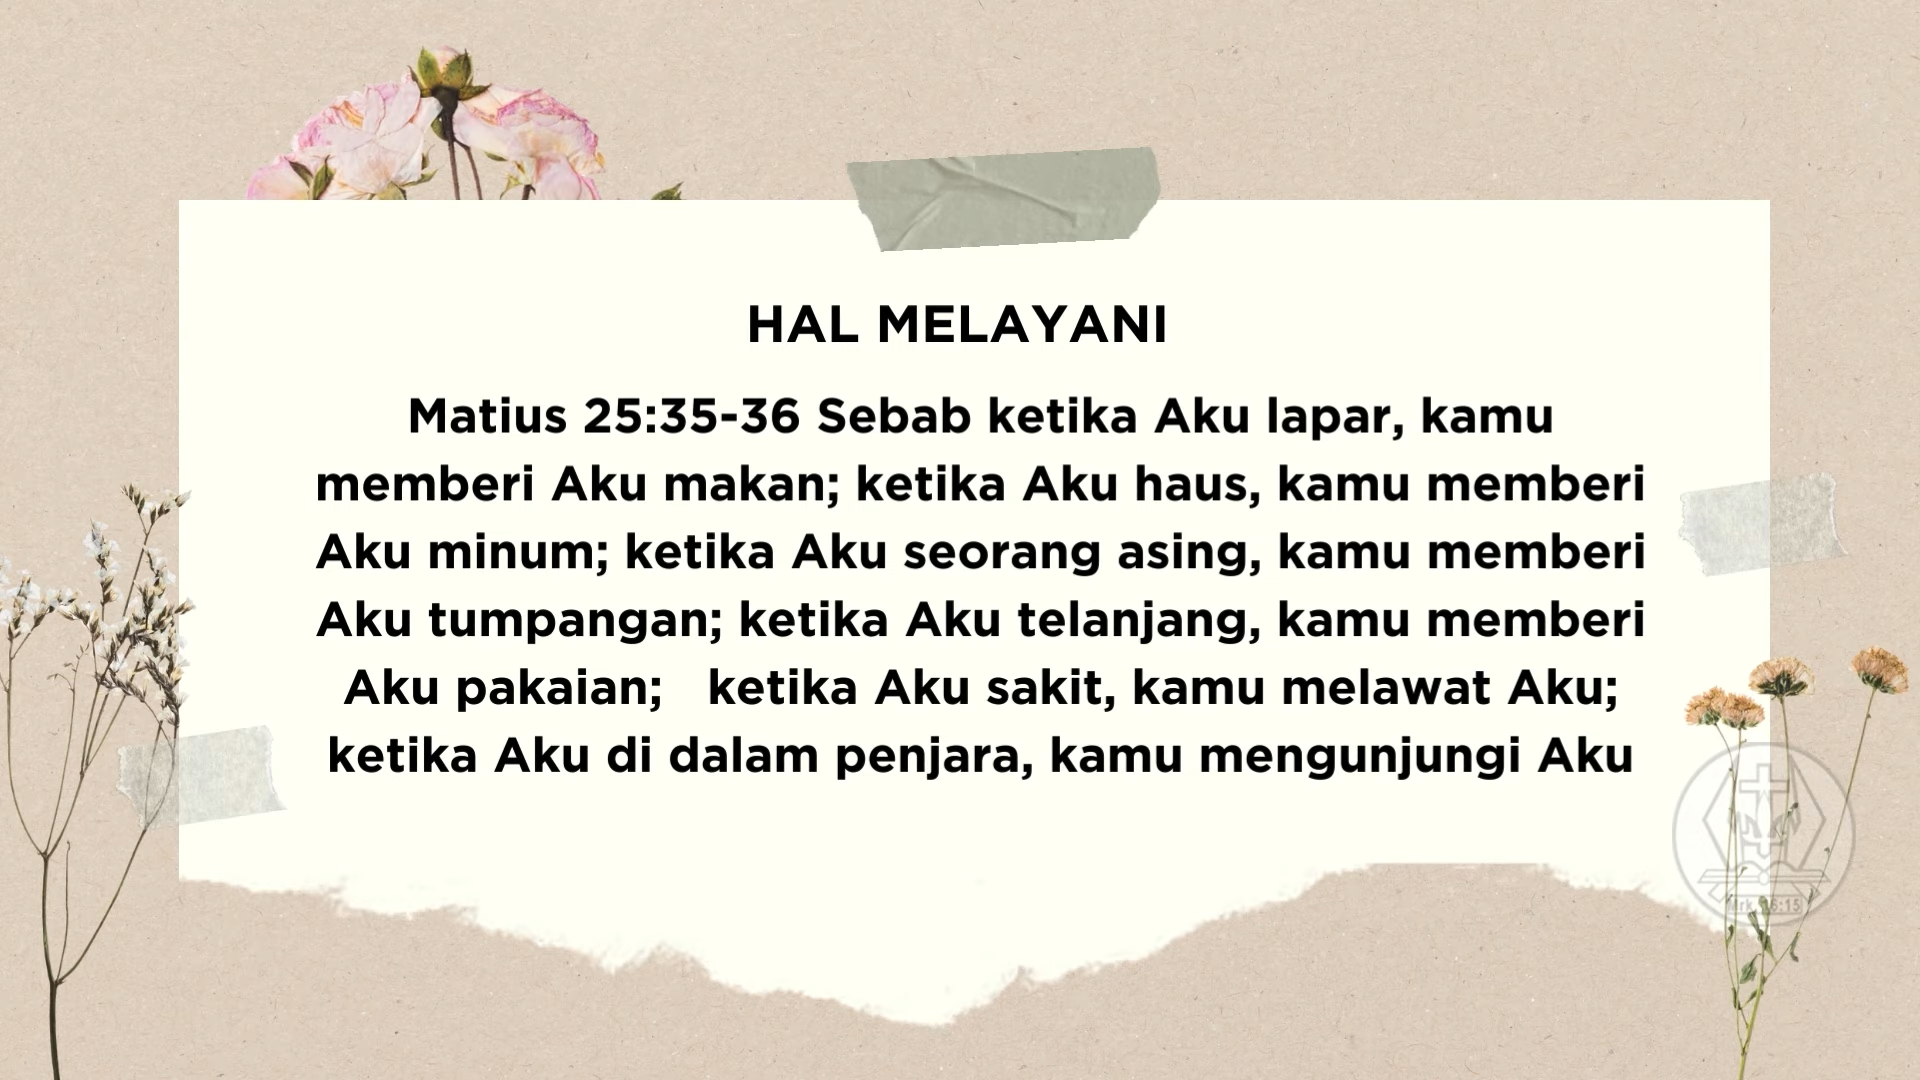 HAL MELAYANI
Matius 25:35-36 Sebab ketika Aku lapar, kamu
memberi Aku makan; ketika Aku haus, kamu memberi
Aku minum; ketika Aku seorang asing, kamu memberi
Aku tumpangan; ketika Aku telanjang, kamu memberi
Aku pakaian;   ketika Aku sakit, kamu melawat Aku;
ketika Aku di dalam penjara, kamu mengunjungi Aku